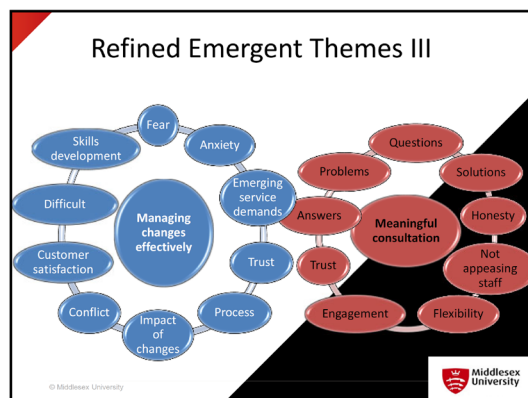 Refined Emergent Themes III
Fear
Anxiety
Emerging
service
demands
Trust
Process
Impact
of
changes
Conflict
Customer
satisfaction
Difficult
Skills
development
Managing
changes
effectively
Questions
Solutions
Honesty
Not
appeasing
staff
Flexibility
Engagement
Trust
Answers
Problems
Meaningful
consultation
© Middlesex University
Middlesex
University